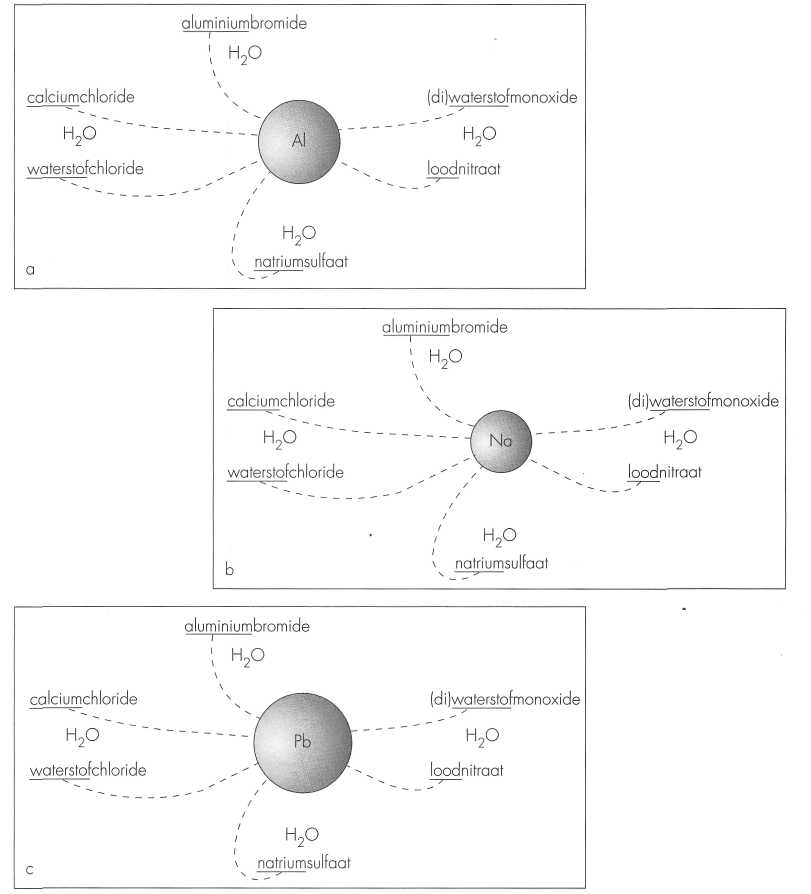 aluminiumbromide
H2O
calciumchloride
(di)waterstofmonoxide
H2O
Al
H2O
waterstofchloride
loodnitraat
H2O
natriumsulfaat
a
aluminiumbromide
H2O
calciumchloride
(di)waterstofmonoxide
H2O
Na
H2O
waterstofchloride
loodnitraat
H2O
natriumsulfaat
b
aluminiumbromide
H2O
calciumchloride
(di)waterstofmonoxide
H2O
Pb
H2O
waterstofchloride
loodnitraat
H2O
natriumsulfaat
c